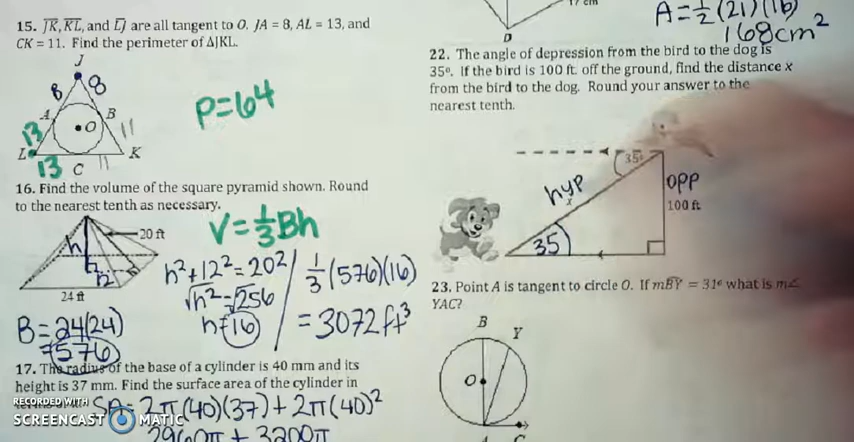 15. JK, KL, and LJ are all tangent to O. JA = 8, AL = 13, and
CK = 11. Find the perimeter of ΔJKL.
J
8 8
A B
O
13 11
L K
13 C 11
P=64
16. Find the volume of the square pyramid shown. Round
to the nearest tenth as necessary.
20 ft
h
12
24 ft
V=1/3Bh
h²+12²=20²
√h²=√256
h=16
1/3(576)(16)
=3072ft³
B=24(24)
=576
17. The radius of the base of a cylinder is 40 mm and its
height is 37 mm. Find the surface area of the cylinder in
SA=2π(40)(37)+2π(40)²
2960π+3200π
RECORDED WITH
SCREENCAST MATIC
17 cm
D
A=1/2(21)(16)
168cm²
22. The angle of depression from the bird to the dog is
35°. If the bird is 100 ft off the ground, find the distance x
from the bird to the dog. Round your answer to the
nearest tenth.
35°
hyp
x
opp
100 ft
35
23. Point A is tangent to circle O. If mBY = 31° what is m∠
YAC?
B
Y
O
A C